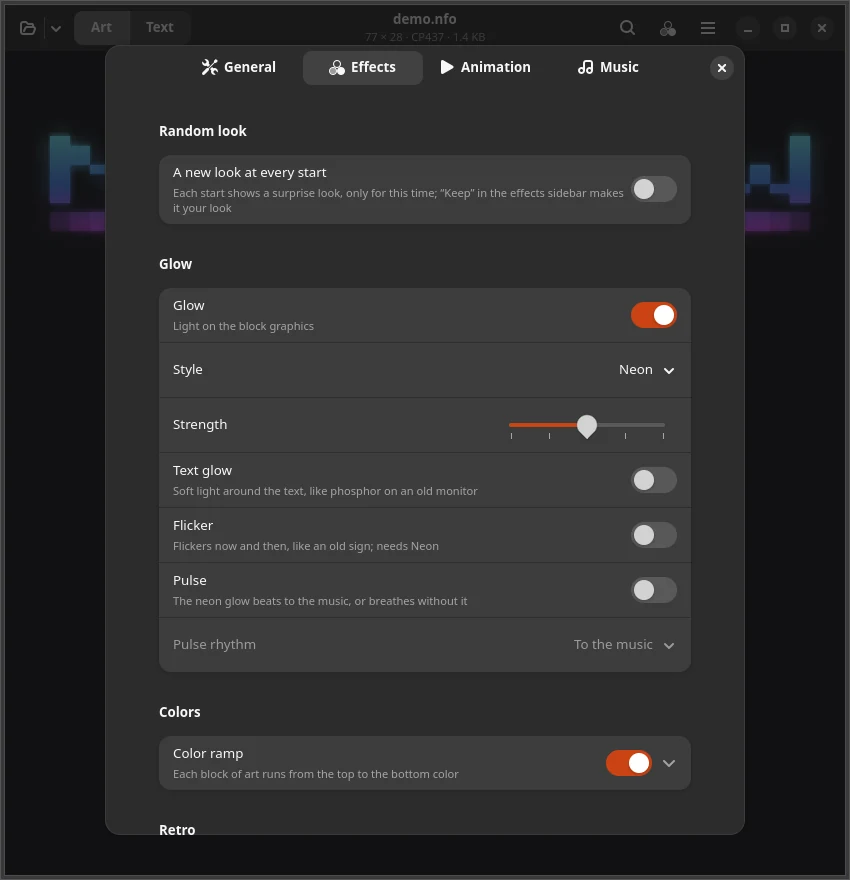 demo.nfo
Art
Text
77 × 28 · CP437 · 1.4 KB
General
Effects
Animation
Music
Random look
A new look at every start
Each start shows a surprise look, only for this time; “Keep” in the effects sidebar makes
it your look
Glow
Glow
Light on the block graphics
Style
Neon
Strength
Text glow
Soft light around the text, like phosphor on an old monitor
Flicker
Flickers now and then, like an old sign; needs Neon
Pulse
The neon glow beats to the music, or breathes without it
Pulse rhythm
To the music
Colors
Color ramp
Each block of art runs from the top to the bottom color
Retro